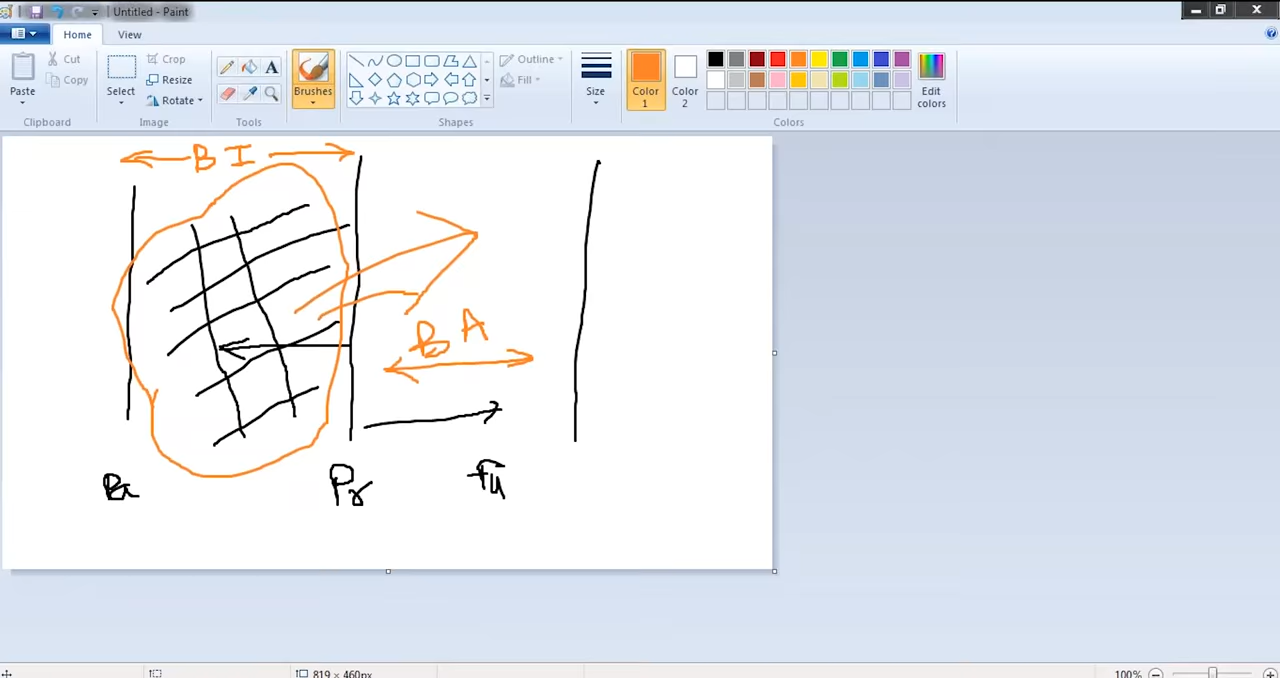 Untitled - Paint
Home View
Cut
Copy
Paste
Clipboard
Crop
Resize
Rotate
Select
Image
Tools
Brushes
Shapes
Outline
Fill
Size
Color 1
Color 2
Edit colors
Colors
B I
B A
Pr
fu
819 × 460px
100%